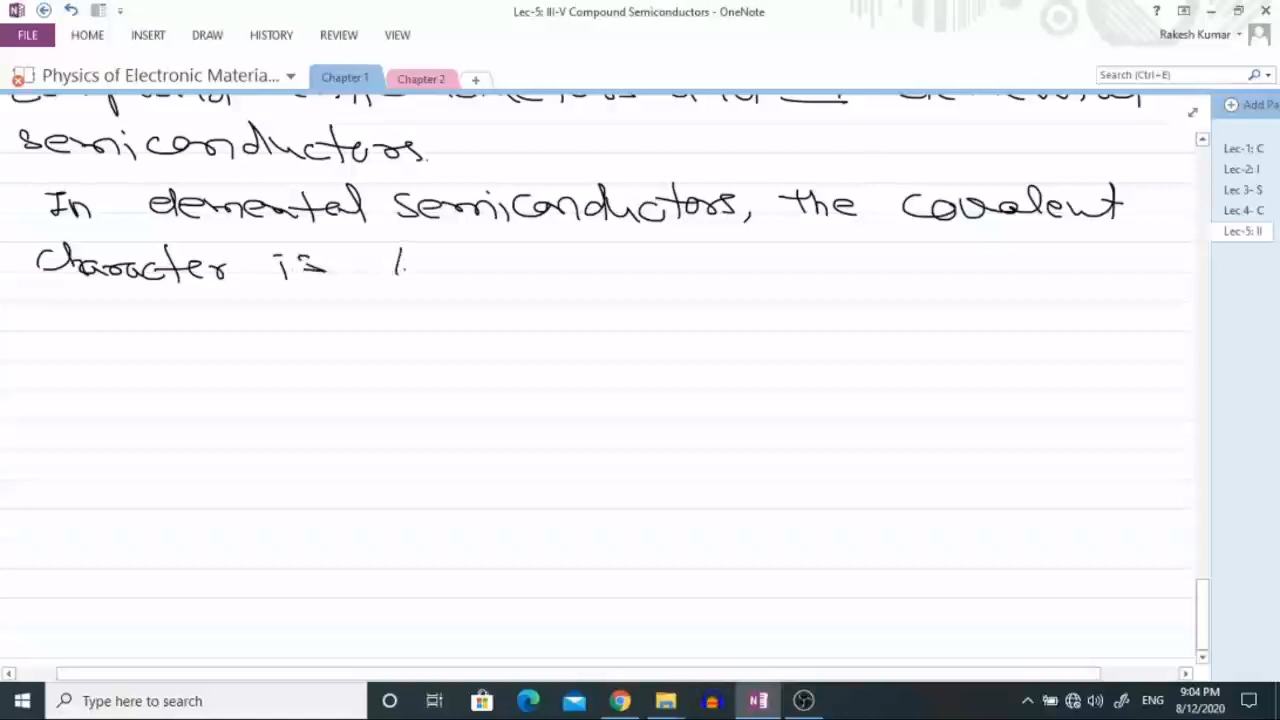 Lec-5: III-V Compound Semiconductors - OneNote
FILE HOME INSERT DRAW HISTORY REVIEW VIEW
Rakesh Kumar
Physics of Electronic Materia...
Chapter 1
Chapter 2
Search (Ctrl+E)
Add Pa
semiconductors.
In elemental semiconductors, the covalent
character is
Lec-1: C
Lec-2: I
Lec 3- S
Lec.4- C
Lec-5: II
Type here to search
ENG
9:04 PM
8/12/2020